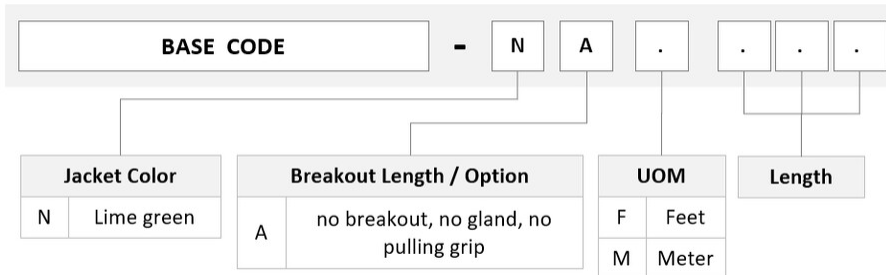 BASE CODE - N A . . . .
Jacket Color
N Lime green
Breakout Length / Option
A no breakout, no gland, no
pulling grip
UOM
F Feet
M Meter
Length